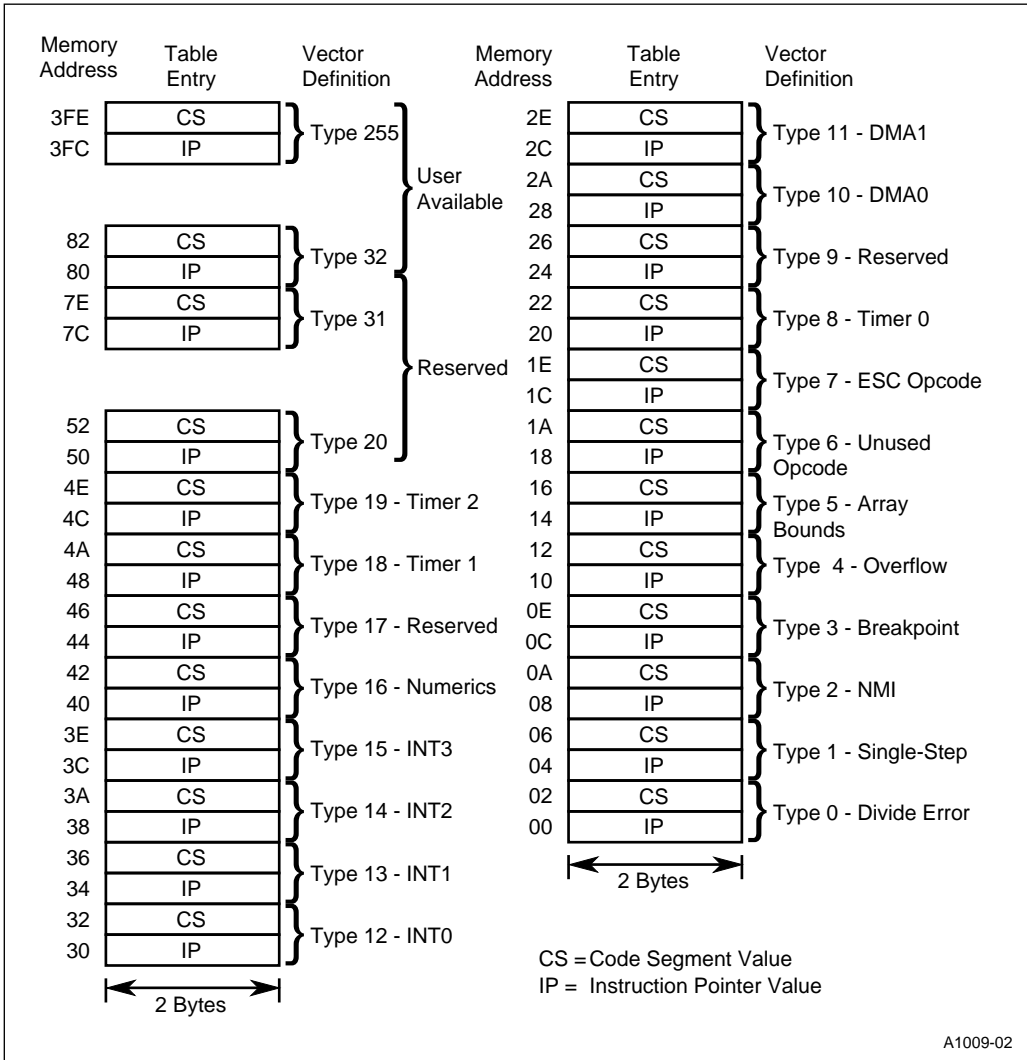 Memory Address Table Entry Vector Definition
3FE CS
3FC IP
Type 255
User Available
82 CS
80 IP
Type 32
7E CS
7C IP
Type 31
Reserved
52 CS
50 IP
Type 20
4E CS
4C IP
Type 19 - Timer 2
4A CS
48 IP
Type 18 - Timer 1
46 CS
44 IP
Type 17 - Reserved
42 CS
40 IP
Type 16 - Numerics
3E CS
3C IP
Type 15 - INT3
3A CS
38 IP
Type 14 - INT2
36 CS
34 IP
Type 13 - INT1
32 CS
30 IP
Type 12 - INT0
2 Bytes
Memory Address Table Entry Vector Definition
2E CS
2C IP
Type 11 - DMA1
2A CS
28 IP
Type 10 - DMA0
26 CS
24 IP
Type 9 - Reserved
22 CS
20 IP
Type 8 - Timer 0
1E CS
1C IP
Type 7 - ESC Opcode
1A CS
18 IP
Type 6 - Unused
Opcode
16 CS
14 IP
Type 5 - Array
Bounds
12 CS
10 IP
Type 4 - Overflow
0E CS
0C IP
Type 3 - Breakpoint
0A CS
08 IP
Type 2 - NMI
06 CS
04 IP
Type 1 - Single-Step
02 CS
00 IP
Type 0 - Divide Error
2 Bytes
CS = Code Segment Value
IP = Instruction Pointer Value
A1009-02